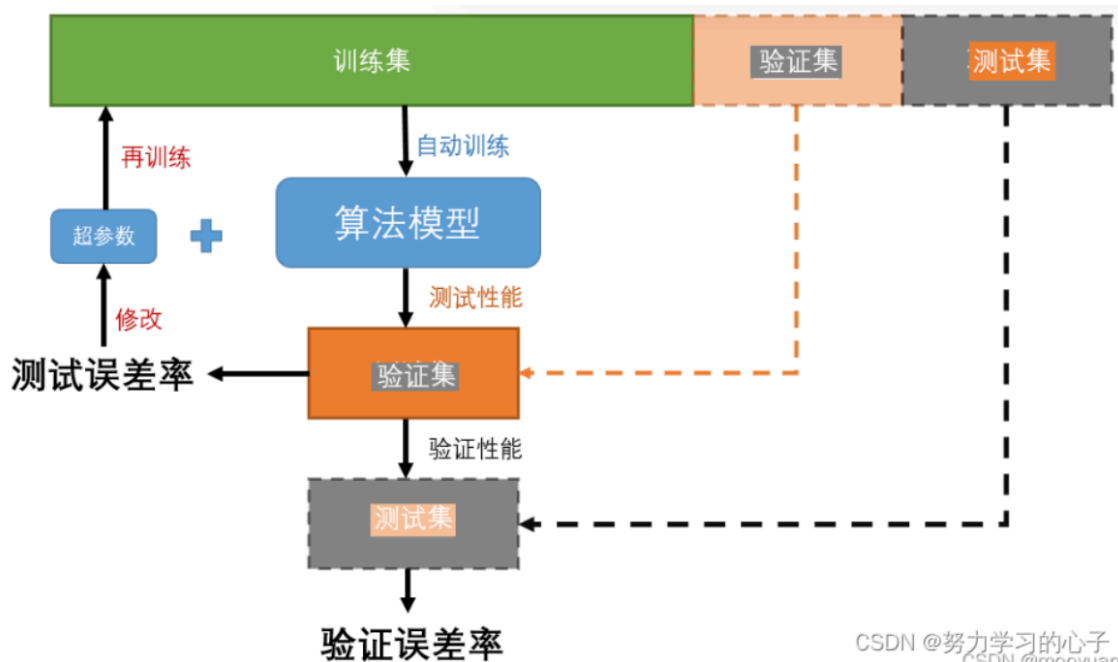 训练集
验证集
测试集
自动训练
再训练
算法模型
超参数
测试性能
修改
测试误差率
验证集
验证性能
测试集
验证误差率
CSDN @努力学习的心子